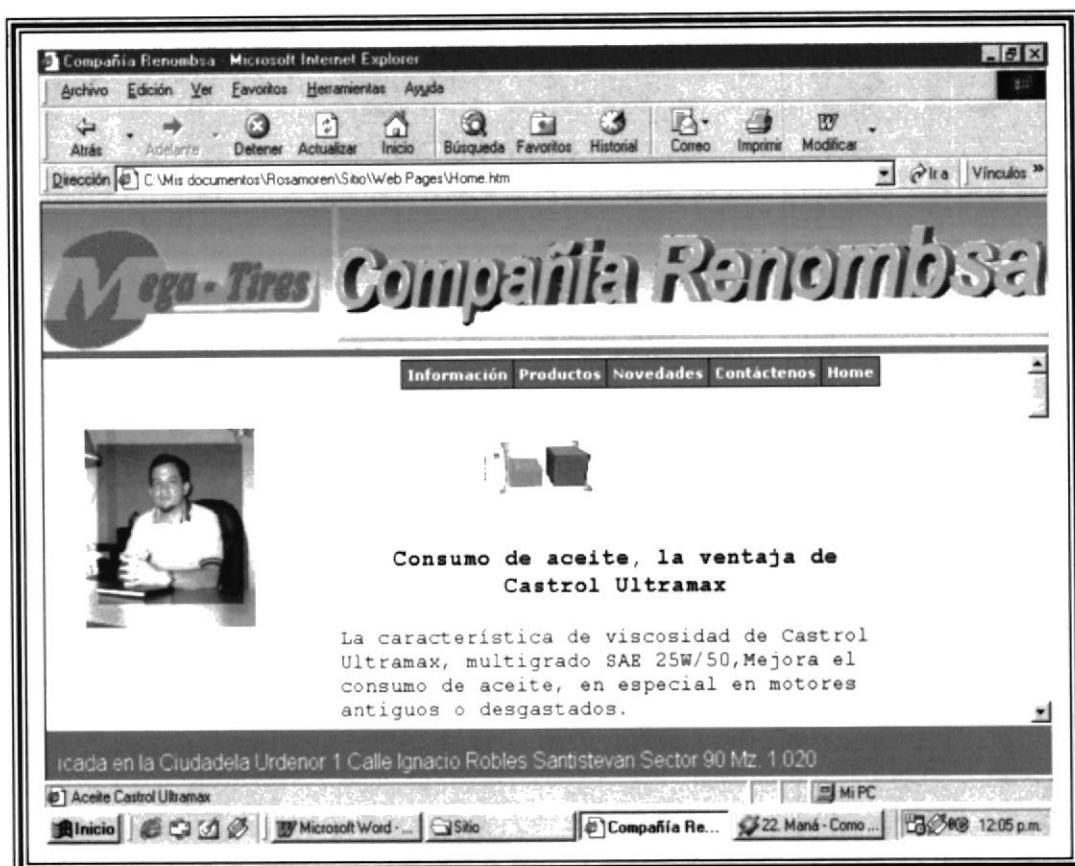 Compañía Renombsa - Microsoft Internet Explorer
Archivo Edición Ver Favoritos Herramientas Ayuda
Atrás Adelante Detener Actualizar Inicio Búsqueda Favoritos Historial Correo Imprimir Modificar
Dirección C:\Mis documentos\Rosamoren\Sitio\Web Pages\Home.htm Ir a Vínculos »
Mega - Tires Compañía Renombsa
Información Productos Novedades Contáctenos Home
Consumo de aceite, la ventaja de
Castrol Ultramax
La característica de viscosidad de Castrol
Ultramax, multigrado SAE 25W/50,Mejora el
consumo de aceite, en especial en motores
antiguos o desgastados.
icada en la Ciudadela Urdenor 1 Calle Ignacio Robles Santistevan Sector 90 Mz. 1.020
Aceite Castrol Ultramax Mi PC
Inicio Microsoft Word - ... Sitio Compañía Re... 22. Maná - Como ... 12:05 p.m.